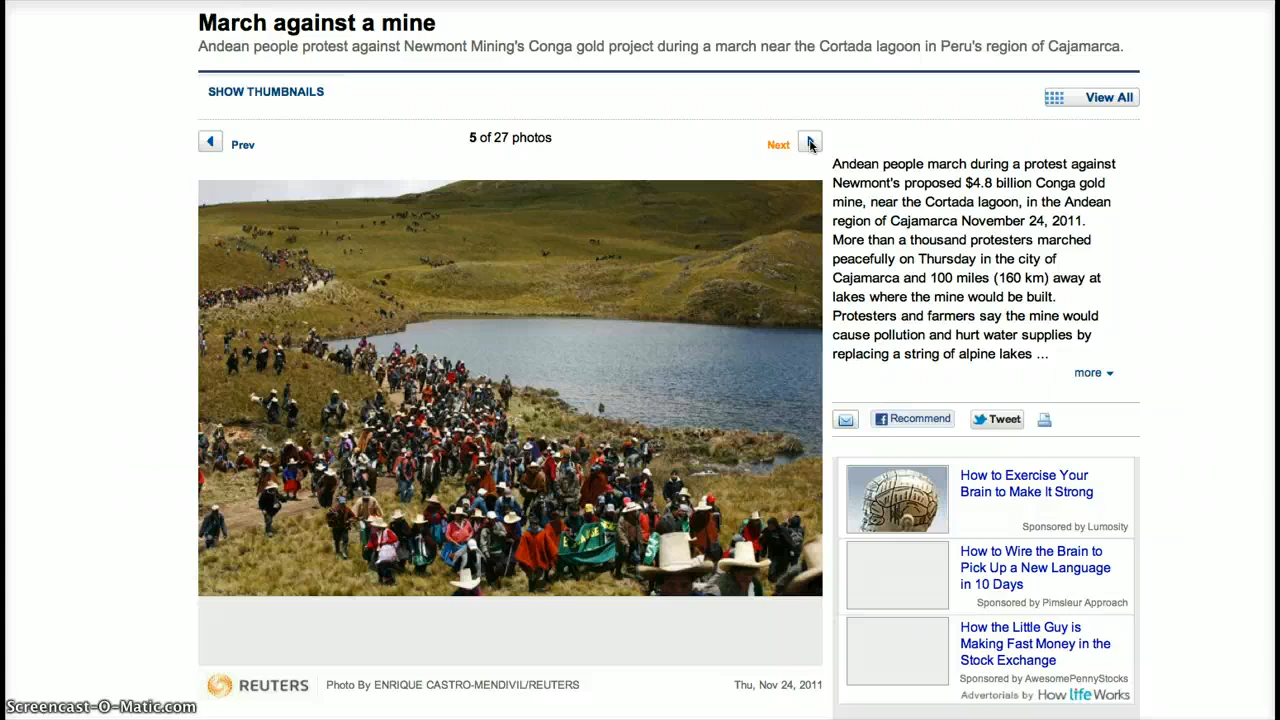 March against a mine
Andean people protest against Newmont Mining's Conga gold project during a march near the Cortada lagoon in Peru's region of Cajamarca.
SHOW THUMBNAILS
View All
Prev
5 of 27 photos
Next
Andean people march during a protest against
Newmont's proposed $4.8 billion Conga gold
mine, near the Cortada lagoon, in the Andean
region of Cajamarca November 24, 2011.
More than a thousand protesters marched
peacefully on Thursday in the city of
Cajamarca and 100 miles (160 km) away at
lakes where the mine would be built.
Protesters and farmers say the mine would
cause pollution and hurt water supplies by
replacing a string of alpine lakes ...
more
Recommend
Tweet
How to Exercise Your
Brain to Make It Strong
Sponsored by Lumosity
How to Wire the Brain to
Pick Up a New Language
in 10 Days
Sponsored by Pimsleur Approach
How the Little Guy is
Making Fast Money in the
Stock Exchange
Sponsored by AwesomePennyStocks
Advertorials by How life Works
REUTERS
Photo By ENRIQUE CASTRO-MENDIVIL/REUTERS
Thu, Nov 24, 2011
Screencast-O-Matic.com